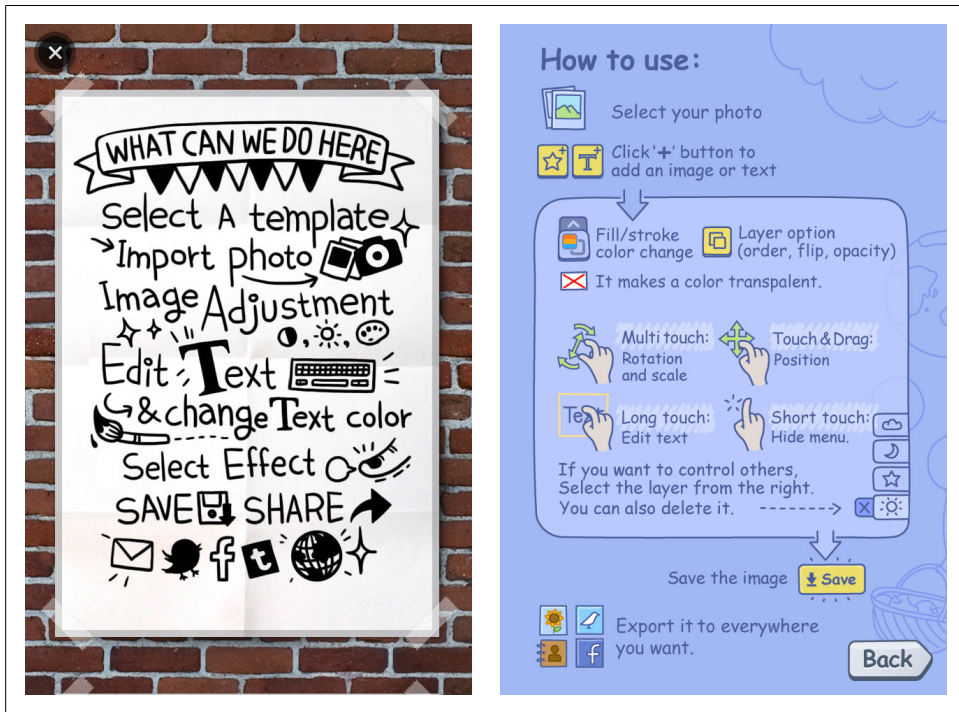 WHAT CAN WE DO HERE
Select A template
Import photo
Image Adjustment
Edit Text
& change Text color
Select Effect
SAVE SHARE
f t
How to use:
Select your photo
T
Click '+' button to
add an image or text
Fill/stroke
color change
Layer option
(order, flip, opacity)
It makes a color transpalent.
Multi touch:
Rotation
and scale
Touch & Drag:
Position
Text
Long touch:
Edit text
Short touch:
Hide menu.
If you want to control others,
Select the layer from the right.
You can also delete it.
Save the image
Save
Export it to everywhere
you want.
f
Back